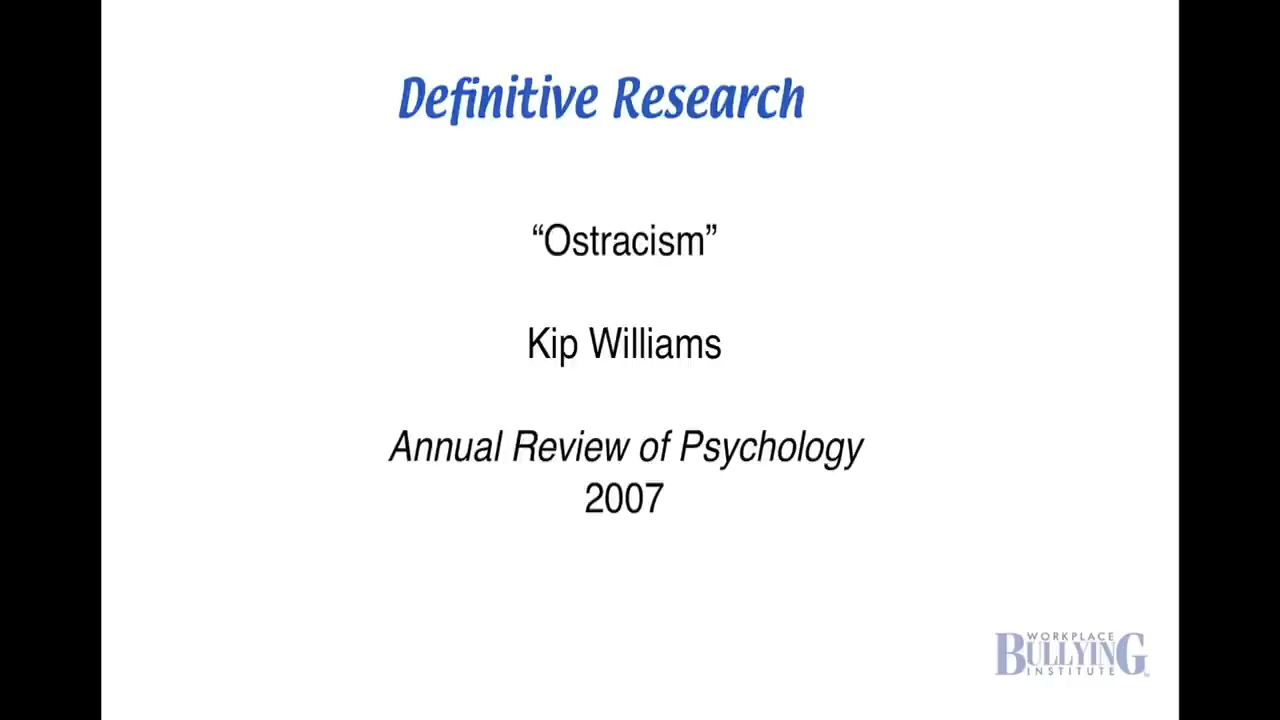 Definitive Research
“Ostracism”
Kip Williams
Annual Review of Psychology
2007
WORKPLACE
BULLYING
INSTITUTE